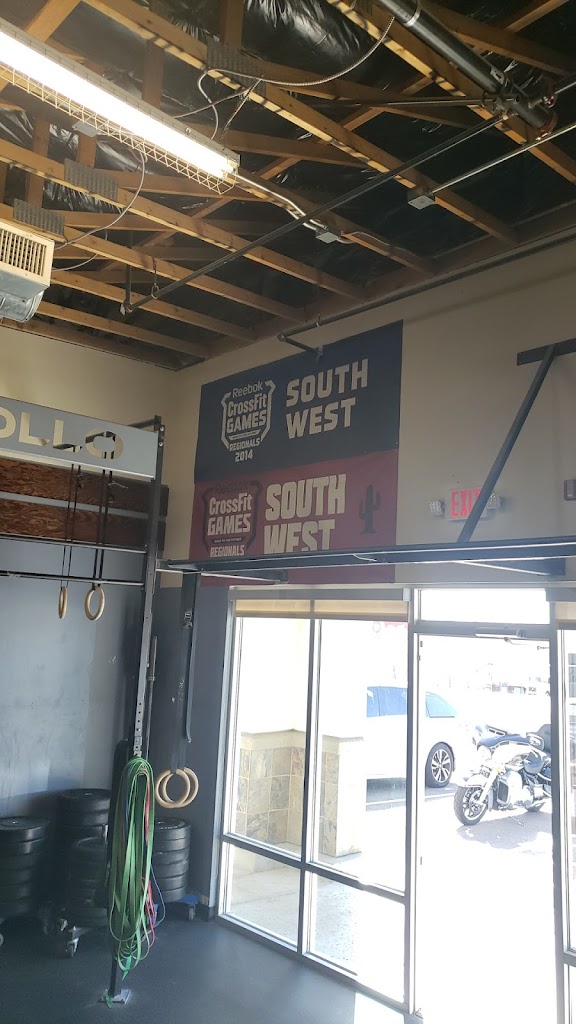 Reebok
CrossFit
GAMES
REGIONALS
2014
SOUTH
WEST
CrossFit
GAMES
REGIONALS
SOUTH
WEST
OLLO
EXIT